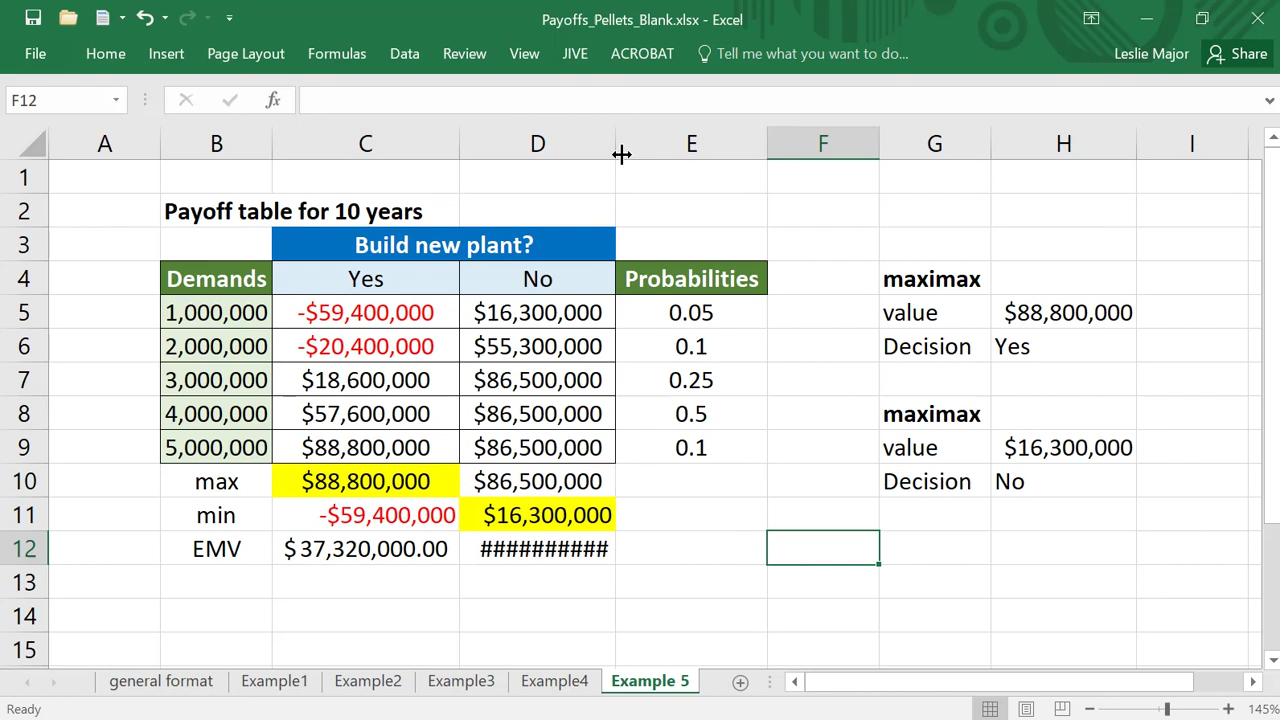 Payoffs_Pellets_Blank.xlsx - Excel
File Home Insert Page Layout Formulas Data Review View JIVE ACROBAT Tell me what you want to do... Leslie Major Share
F12 fx
A B C D E F G H I
1
2 Payoff table for 10 years
3 Build new plant?
4 Demands Yes No Probabilities maximax
5 1,000,000 -$59,400,000 $16,300,000 0.05 value $88,800,000
6 2,000,000 -$20,400,000 $55,300,000 0.1 Decision Yes
7 3,000,000 $18,600,000 $86,500,000 0.25
8 4,000,000 $57,600,000 $86,500,000 0.5 maximax
9 5,000,000 $88,800,000 $86,500,000 0.1 value $16,300,000
10 max $88,800,000 $86,500,000 Decision No
11 min -$59,400,000 $16,300,000
12 EMV $ 37,320,000.00 ##########
13
14
15
general format Example1 Example2 Example3 Example4 Example 5
Ready 145%